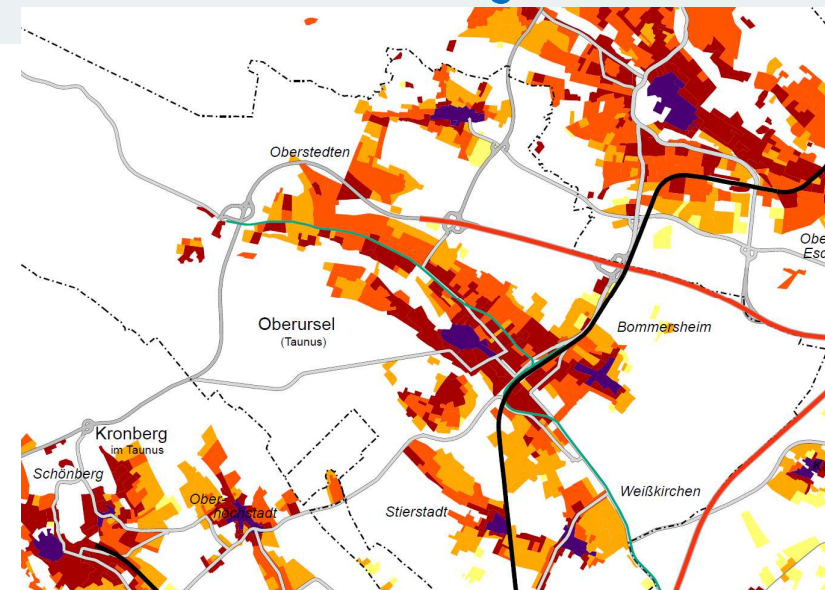 Oberstedten
Obe
Esc
Oberursel
(Taunus)
Bommersheim
Kronberg
im Taunus
Schönberg
Ober-
höchstadt
Stierstadt
Weißkirchen